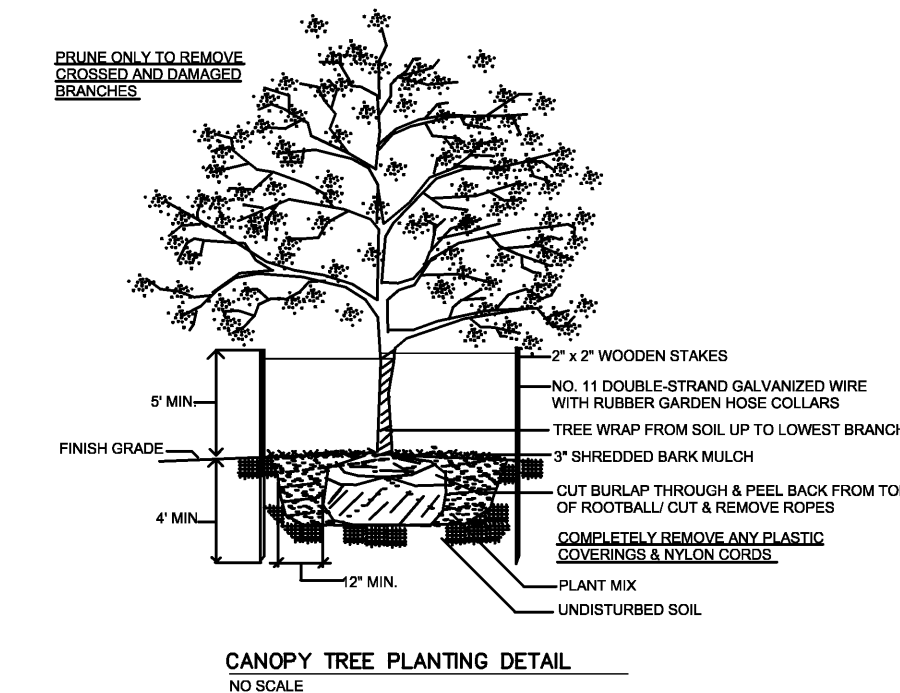 PRUNE ONLY TO REMOVE
CROSSED AND DAMAGED
BRANCHES
2" x 2" WOODEN STAKES
NO. 11 DOUBLE-STRAND GALVANIZED WIRE
WITH RUBBER GARDEN HOSE COLLARS
5' MIN.
TREE WRAP FROM SOIL UP TO LOWEST BRANCH
FINISH GRADE
3" SHREDDED BARK MULCH
CUT BURLAP THROUGH & PEEL BACK FROM TO
OF ROOTBALL/ CUT & REMOVE ROPES
4' MIN.
COMPLETELY REMOVE ANY PLASTIC
COVERINGS & NYLON CORDS
12" MIN.
PLANT MIX
UNDISTURBED SOIL
CANOPY TREE PLANTING DETAIL
NO SCALE